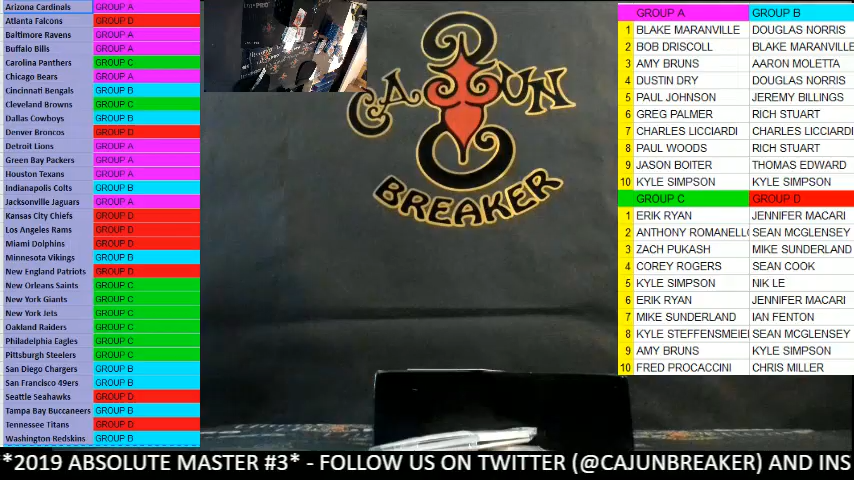 Arizona Cardinals GROUP A
Atlanta Falcons GROUP D
Baltimore Ravens GROUP A
Buffalo Bills GROUP A
Carolina Panthers GROUP C
Chicago Bears GROUP A
Cincinnati Bengals GROUP B
Cleveland Browns GROUP C
Dallas Cowboys GROUP B
Denver Broncos GROUP D
Detroit Lions GROUP A
Green Bay Packers GROUP A
Houston Texans GROUP A
Indianapolis Colts GROUP B
Jacksonville Jaguars GROUP A
Kansas City Chiefs GROUP D
Los Angeles Rams GROUP D
Miami Dolphins GROUP D
Minnesota Vikings GROUP B
New England Patriots GROUP D
New Orleans Saints GROUP C
New York Giants GROUP C
New York Jets GROUP C
Oakland Raiders GROUP C
Philadelphia Eagles GROUP C
Pittsburgh Steelers GROUP C
San Diego Chargers GROUP B
San Francisco 49ers GROUP B
Seattle Seahawks GROUP D
Tampa Bay Buccaneers GROUP B
Tennessee Titans GROUP D
Washington Redskins GROUP B
CAJUN
BREAKER
GROUP A GROUP B
1 BLAKE MARANVILLE DOUGLAS NORRIS
2 BOB DRISCOLL BLAKE MARANVILLE
3 AMY BRUNS AARON MOLETTA
4 DUSTIN DRY DOUGLAS NORRIS
5 PAUL JOHNSON JEREMY BILLINGS
6 GREG PALMER RICH STUART
7 CHARLES LICCIARDI CHARLES LICCIARDI
8 PAUL WOODS RICH STUART
9 JASON BOITER THOMAS EDWARD
10 KYLE SIMPSON KYLE SIMPSON
GROUP C GROUP D
1 ERIK RYAN JENNIFER MACARI
2 ANTHONY ROMANELLO SEAN MCGLENSEY
3 ZACH PUKASH MIKE SUNDERLAND
4 COREY ROGERS SEAN COOK
5 KYLE SIMPSON NIK LE
6 ERIK RYAN JENNIFER MACARI
7 MIKE SUNDERLAND IAN FENTON
8 KYLE STEFFENSMEIE SEAN MCGLENSEY
9 AMY BRUNS KYLE SIMPSON
10 FRED PROCACCINI CHRIS MILLER
*2019 ABSOLUTE MASTER #3* - FOLLOW US ON TWITTER (@CAJUNBREAKER) AND INS